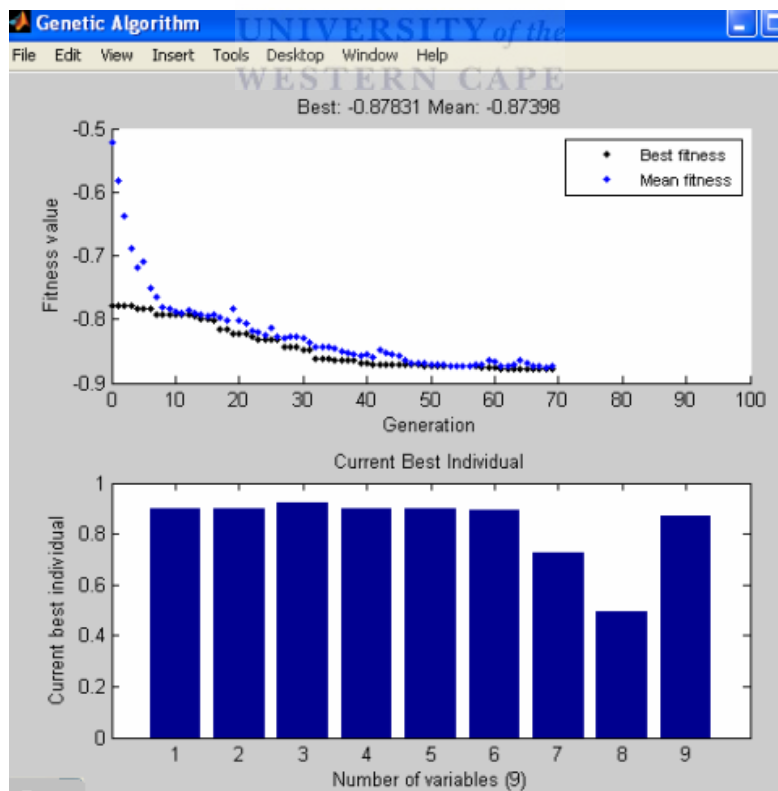 Genetic Algorithm
UNIVERSITY of the
WESTERN CAPE
File Edit View Insert Tools Desktop Window Help
Best: -0.87831 Mean: -0.87398
-0.5
-0.6
-0.7
-0.8
-0.9
Fitness value
Best fitness
Mean fitness
0 10 20 30 40 50 60 70 80 90 100
Generation
Current Best Individual
1
0.8
0.6
0.4
0.2
0
Current best individual
1 2 3 4 5 6 7 8 9
Number of variables (9)